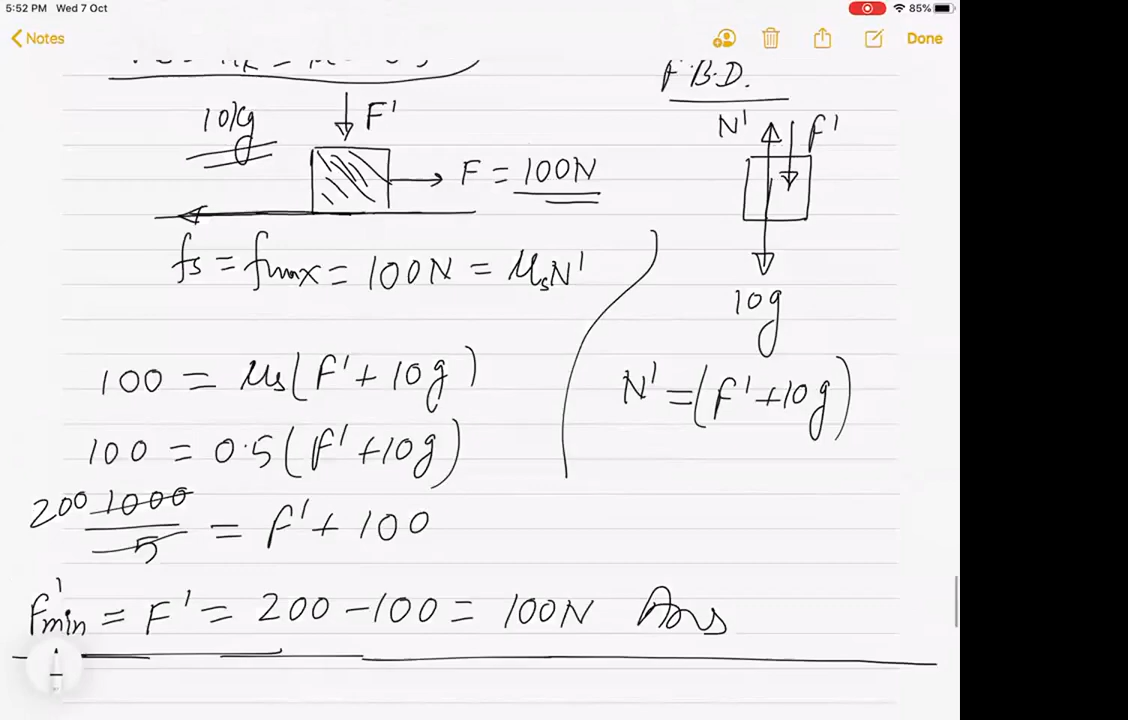 5:52 PM Wed 7 Oct
85%
Notes
Done
F.B.D.
10kg
F'
N'
F'
F = 100N
fs = fmax = 100N = μsN'
10g
100 = μs(F' + 10g)
N' = (F' + 10g)
100 = 0.5(F' + 10g)
200 1000/5 = F' + 100
F'min = F' = 200 - 100 = 100N Ans